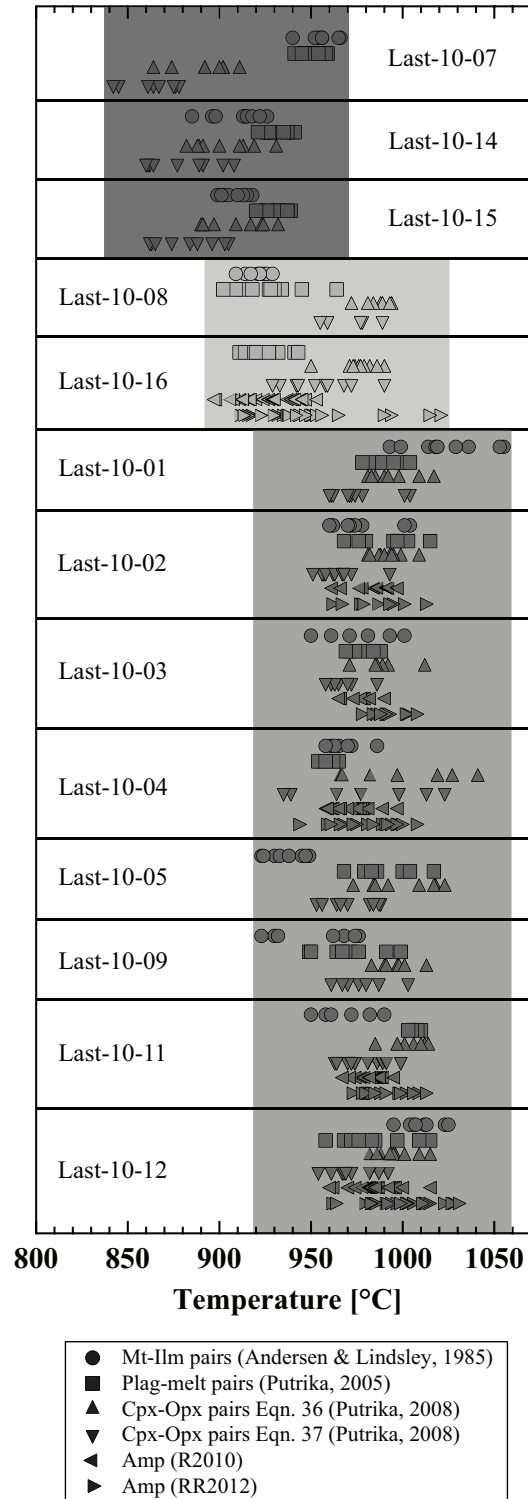 Last-10-07
Last-10-14
Last-10-15
Last-10-08
Last-10-16
Last-10-01
Last-10-02
Last-10-03
Last-10-04
Last-10-05
Last-10-09
Last-10-11
Last-10-12
800 900 950 1000 1050
Temperature [°C]
Mt-Ilm pairs (Andersen & Lindsley, 1985)
Plag-melt pairs (Putrika, 2005)
Cpx-Opx pairs Eqn. 36 (Putrika, 2008)
Cpx-Opx pairs Eqn. 37 (Putrika, 2008)
Amp (R2010)
Amp (RR2012)